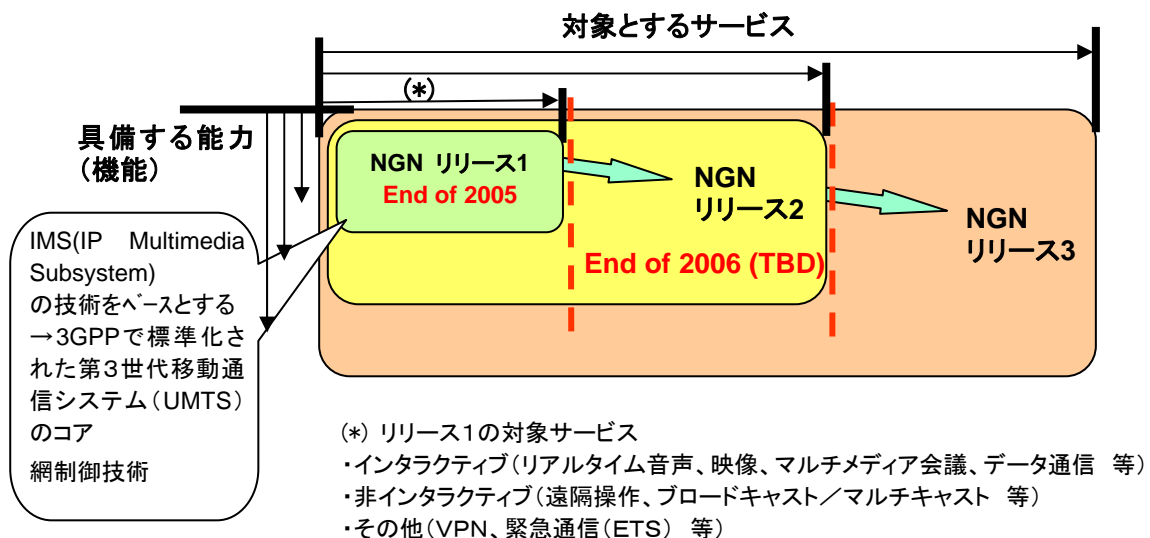 対象とするサービス
(*)
具備する能力
(機能)
NGN リリース1
End of 2005
NGN
リリース2
End of 2006 (TBD)
NGN
リリース3
IMS(IP Multimedia
Subsystem)
の技術をベースとする
→3GPPで標準化さ
れた第3世代移動通
信システム(UMTS)
のコア
網制御技術
(*) リリース1の対象サービス
・インタラクティブ(リアルタイム音声、映像、マルチメディア会議、データ通信 等)
・非インタラクティブ(遠隔操作、ブロードキャスト/マルチキャスト 等)
・その他(VPN、緊急通信(ETS) 等)